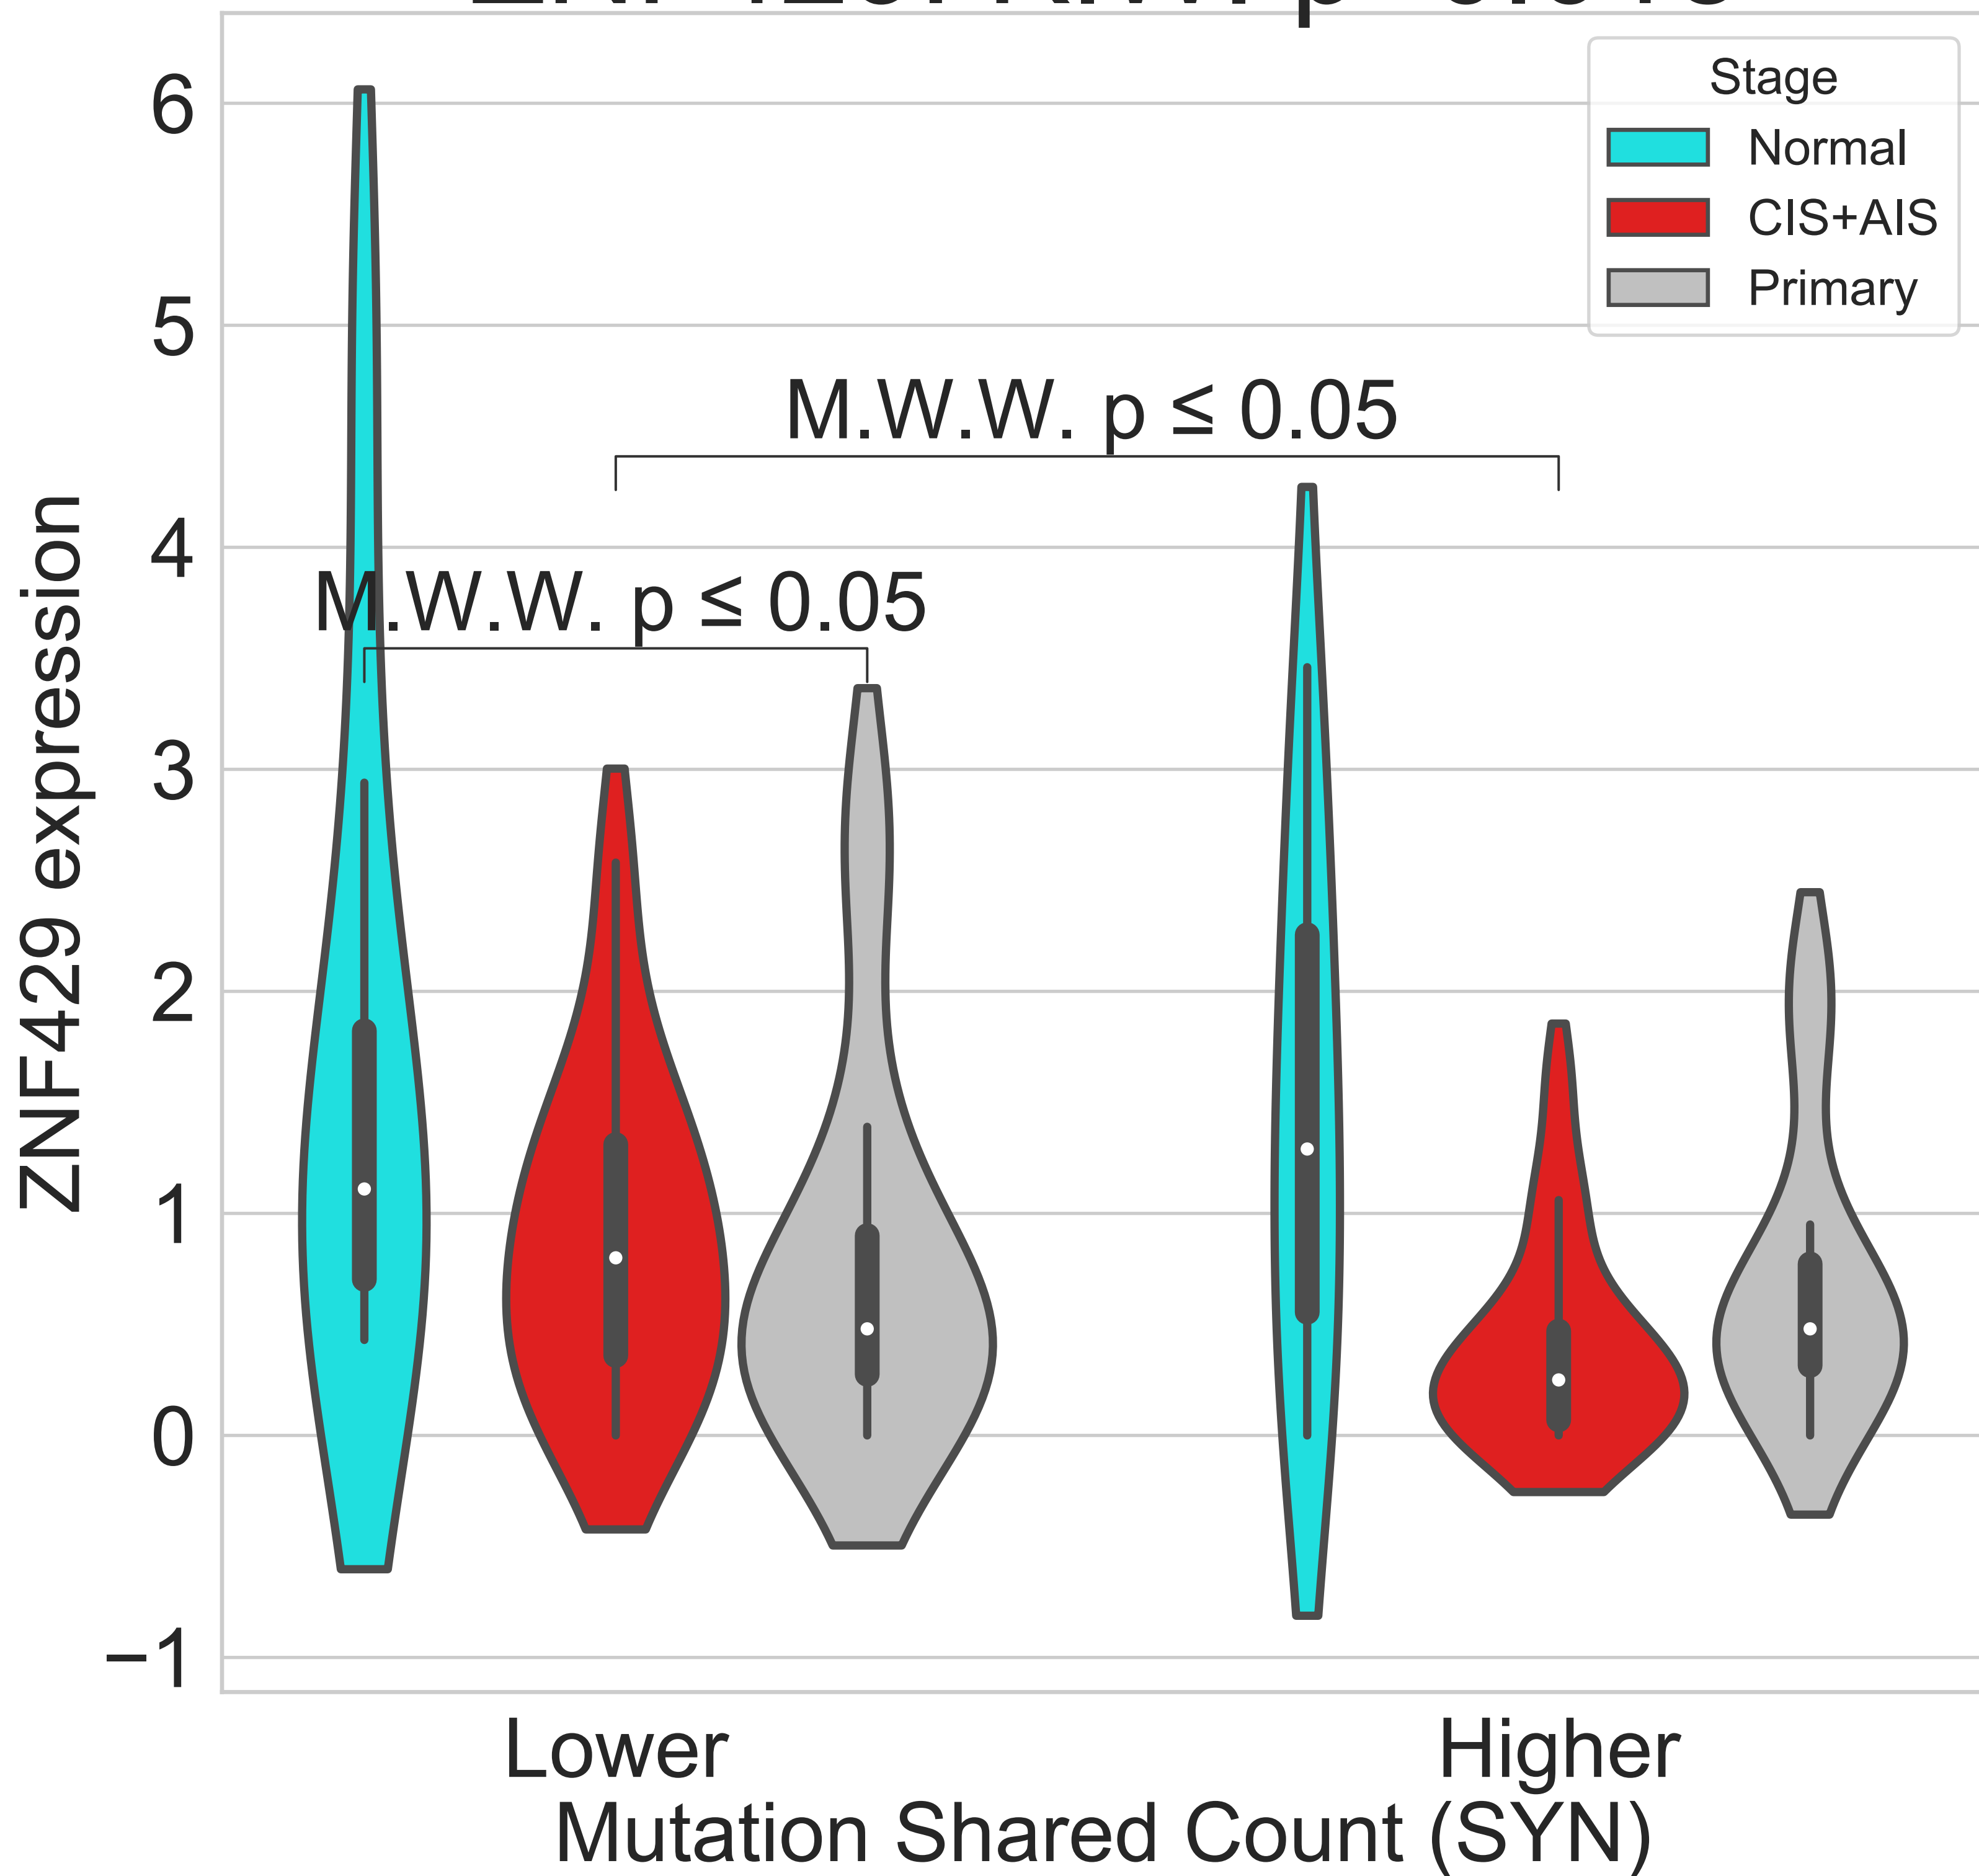 Stage
Normal
CIS+AIS
Primary
6
5
4
3
2
1
0
−1
ZNF429 expression
M.W.W. p ≤ 0.05
M.W.W. p ≤ 0.05
Lower
Higher
Mutation Shared Count (SYN)